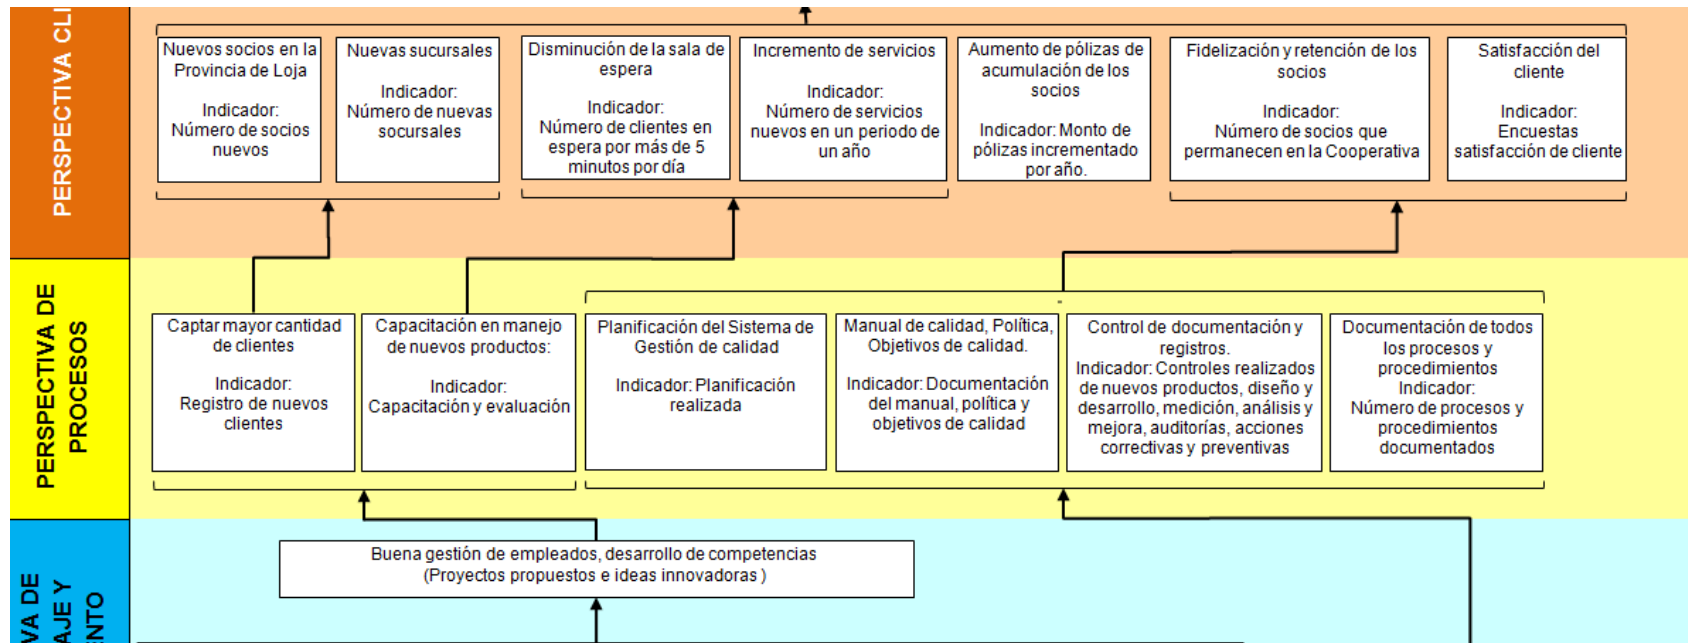 PERSPECTIVA CLI
Nuevos socios en la
Provincia de Loja
Indicador:
Número de socios
nuevos
Nuevas sucursales
Indicador:
Número de nuevas
socursales
Disminución de la sala de
espera
Indicador:
Número de clientes en
espera por más de 5
minutos por día
Incremento de servicios
Indicador:
Número de servicios
nuevos en un periodo de
un año
Aumento de pólizas de
acumulación de los
socios
Indicador: Monto de
pólizas incrementado
por año.
Fidelización y retención de los
socios
Indicador:
Número de socios que
permanecen en la Cooperativa
Satisfacción del
cliente
Indicador:
Encuestas
satisfacción de cliente
PERSPECTIVA DE
PROCESOS
Captar mayor cantidad
de clientes
Indicador:
Registro de nuevos
clientes
Capacitación en manejo
de nuevos productos:
Indicador:
Capacitación y evaluación
Planificación del Sistema de
Gestión de calidad
Indicador: Planificación
realizada
Manual de calidad, Política,
Objetivos de calidad.
Indicador: Documentación
del manual, política y
objetivos de calidad
Control de documentación y
registros.
Indicador: Controles realizados
de nuevos productos, diseño y
desarrollo, medición, análisis y
mejora, auditorías, acciones
correctivas y preventivas
Documentación de todos
los procesos y
procedimientos
Indicador:
Número de procesos y
procedimientos
documentados
VA DE
AJE Y
ENTO
Buena gestión de empleados, desarrollo de competencias
(Proyectos propuestos e ideas innovadoras )